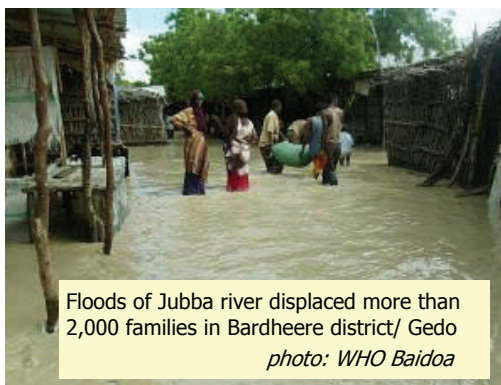 Floods of Jubba river displaced more than
2,000 families in Bardheere district/ Gedo
photo: WHO Baidoa